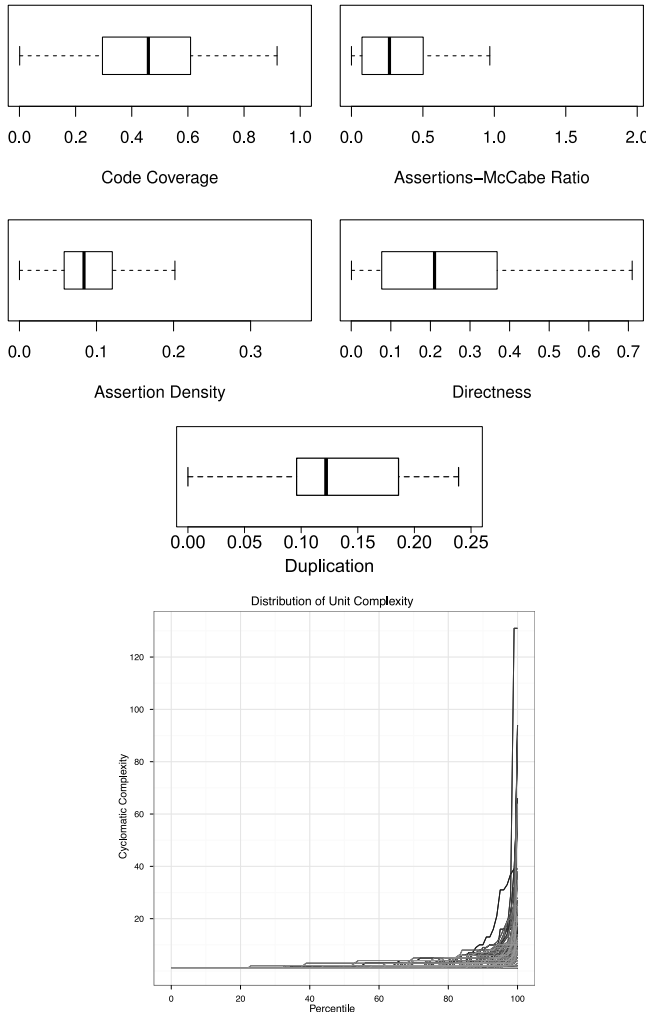 0.0 0.2 0.4 0.6 0.8 1.0
Code Coverage
0.0 0.5 1.0 1.5 2.0
Assertions−McCabe Ratio
0.0 0.1 0.2 0.3
Assertion Density
0.0 0.1 0.2 0.3 0.4 0.5 0.6 0.7
Directness
0.00 0.05 0.10 0.15 0.20 0.25
Duplication
Distribution of Unit Complexity
120
100
80
60
40
20
Cyclomatic Complexity
0 20 40 60 80 100
Percentile